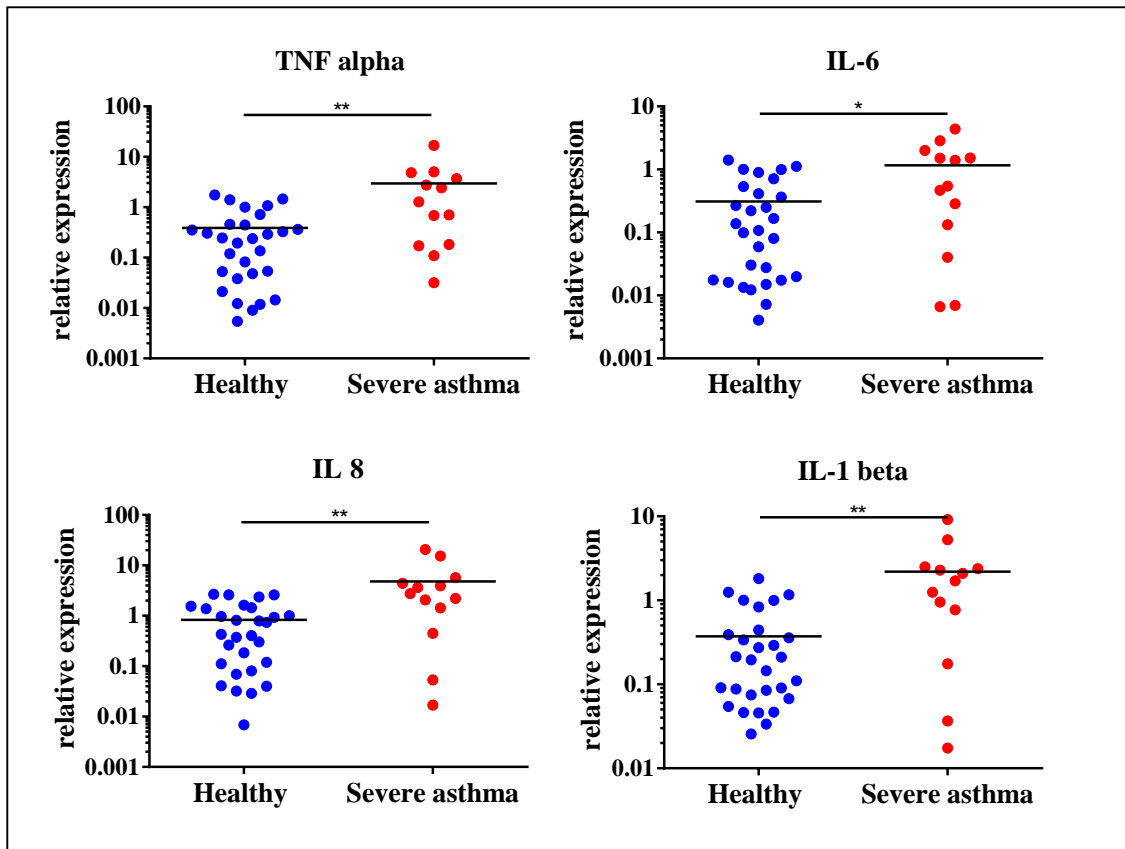 TNF alpha
**
relative expression
100
10
1
0.1
0.01
0.001
Healthy
Severe asthma
IL-6
*
relative expression
10
1
0.1
0.01
0.001
Healthy
Severe asthma
IL 8
**
relative expression
100
10
1
0.1
0.01
0.001
Healthy
Severe asthma
IL-1 beta
**
relative expression
10
1
0.1
0.01
Healthy
Severe asthma